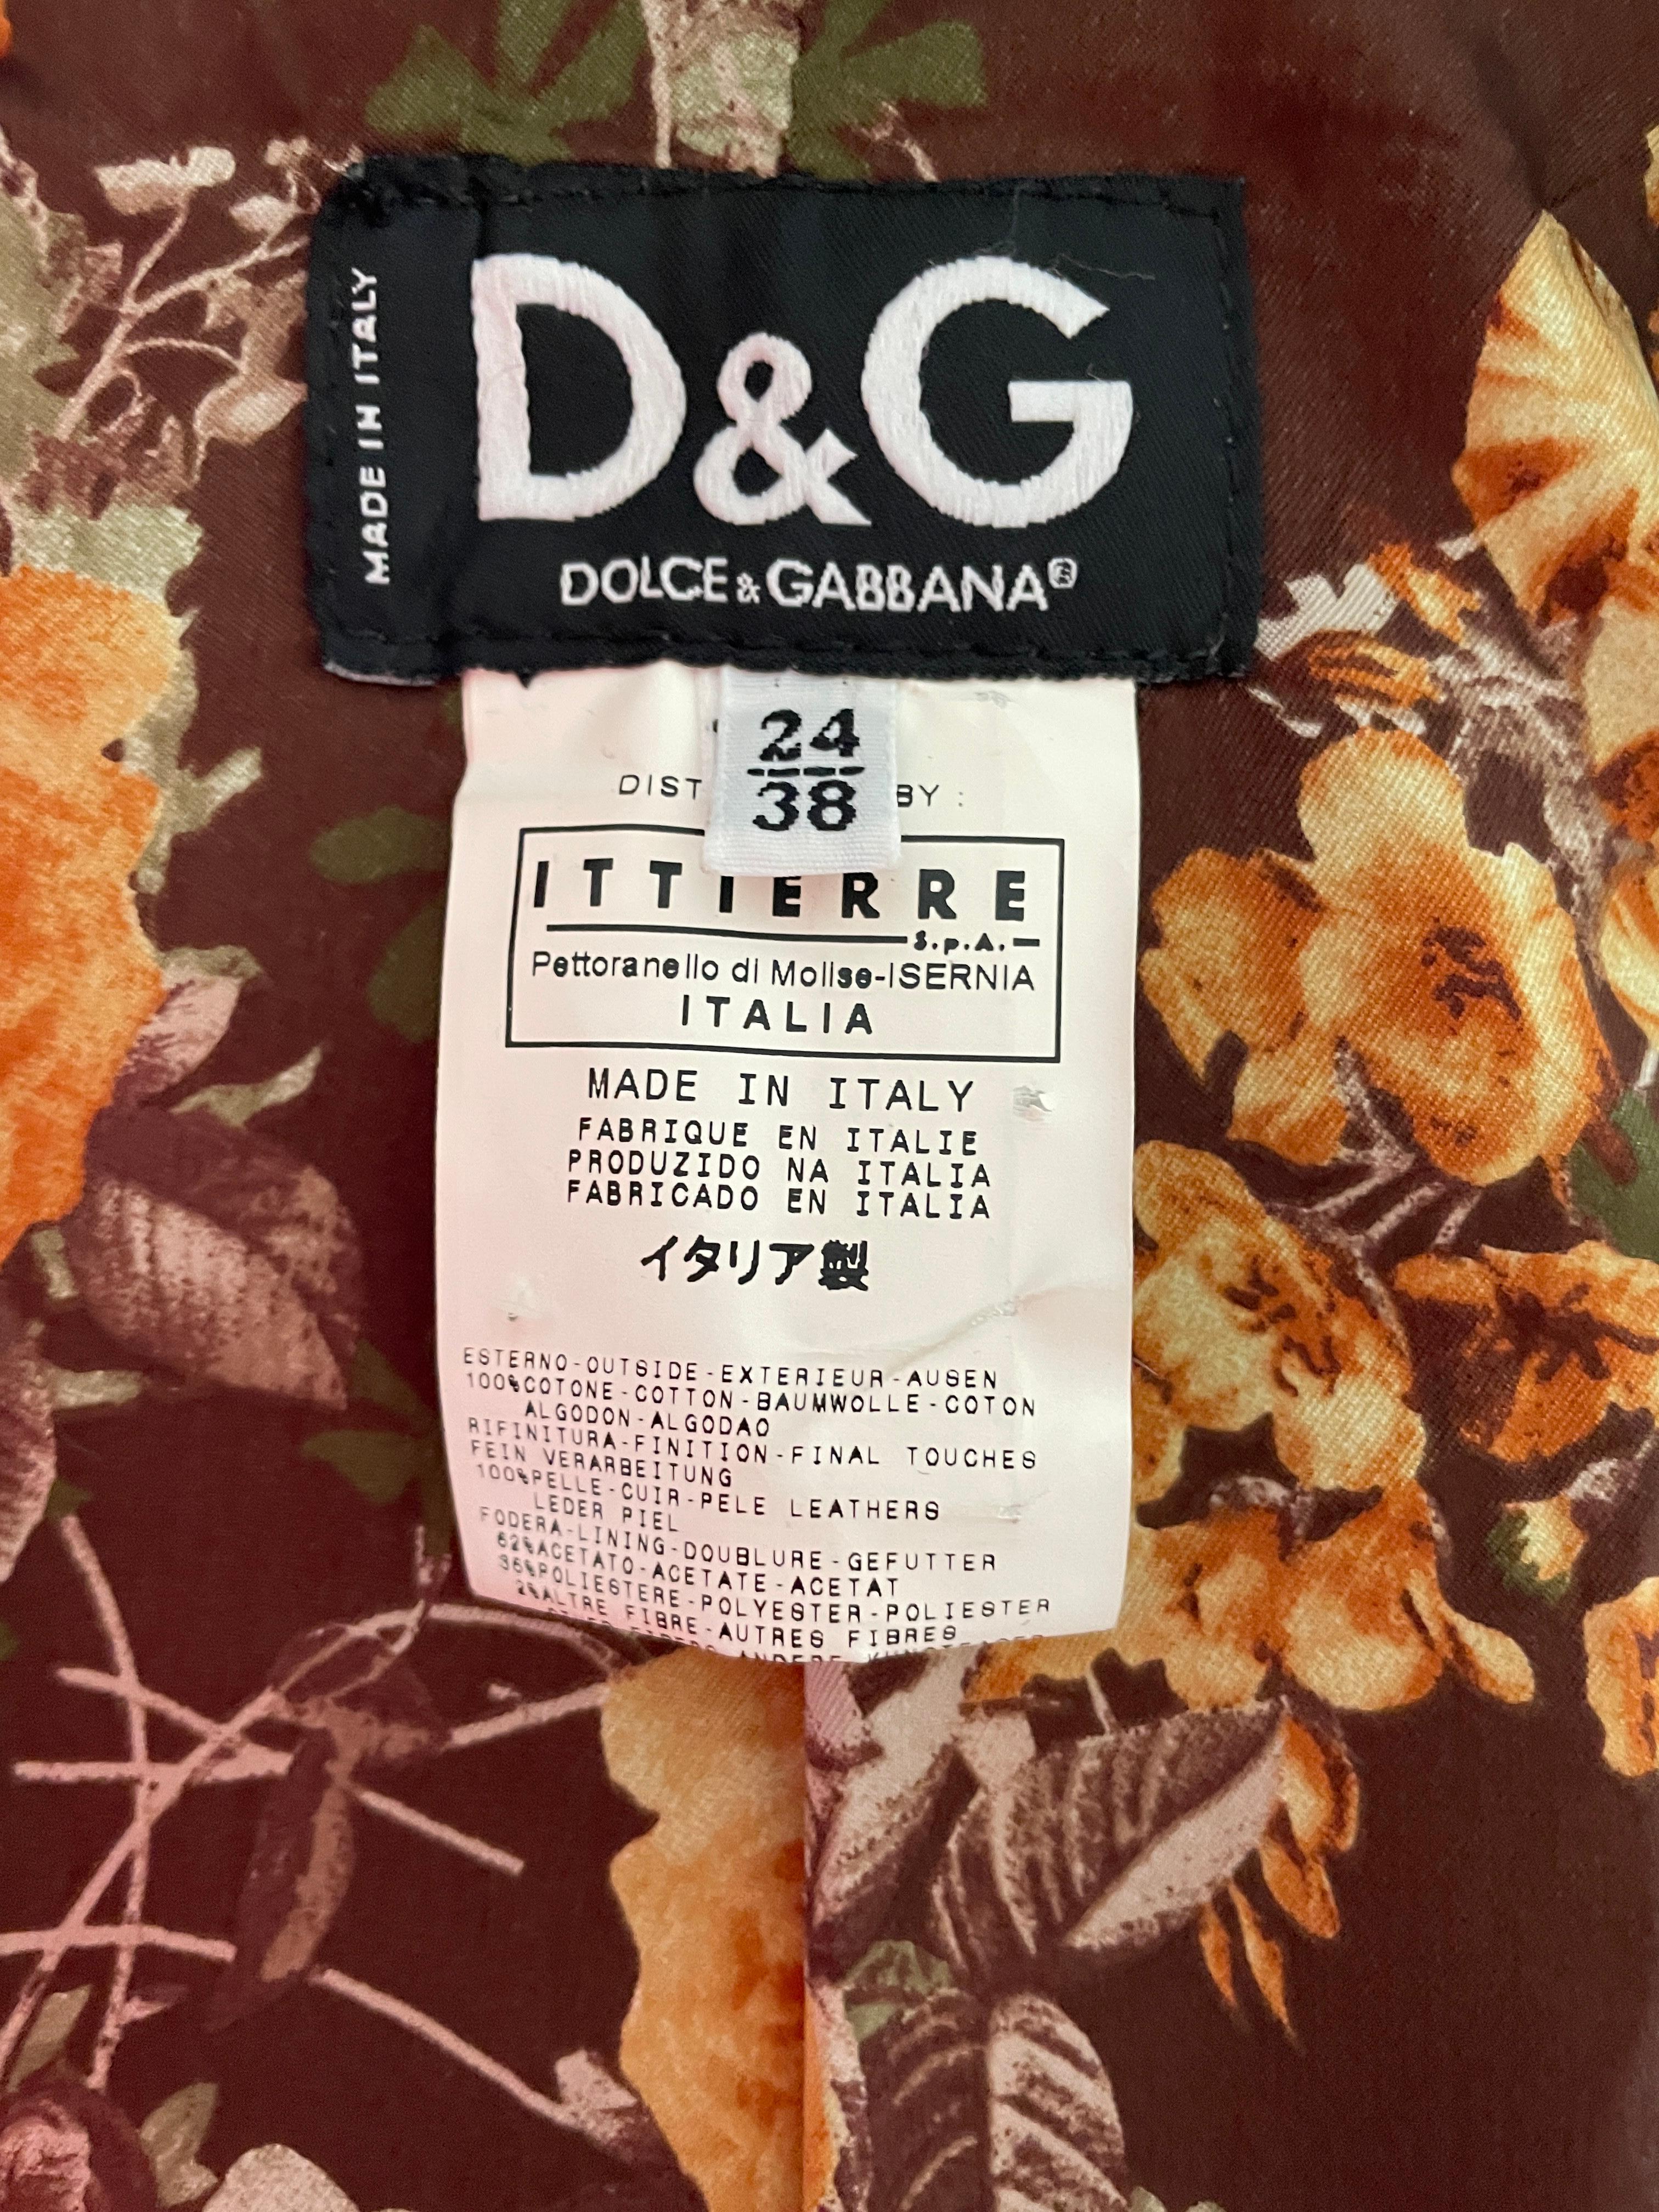 MADE IN ITALY
D&G
DOLCE & GABBANA®
24
38
BY :
ITTIERRE
S.p.A.
Pettoranello di Molise-ISERNIA
ITALIA
MADE IN ITALY
FABRIQUE EN ITALIE
PRODUZIDO NA ITALIA
FABRICADO EN ITALIA
イタリア製
ESTERNO-OUTSIDE-EXTERIEUR-AUSEN
100%COTONE-COTTON-BAUMWOLLE-COTON
ALGODON-ALGODAO
RIFINITURA-FINITION-FINAL TOUCHES
FEIN VERARBEITUNG
100%PELLE-CUIR-PELE LEATHERS
LEDER PIEL
FODERA-LINING-DOUBLURE-GEFUTTER
62%ACETATO-ACETATE-ACETAT
36%POLIESTERE-POLYESTER-POLIESTER
2%ALTRE FIBRE-AUTRES FIBRES